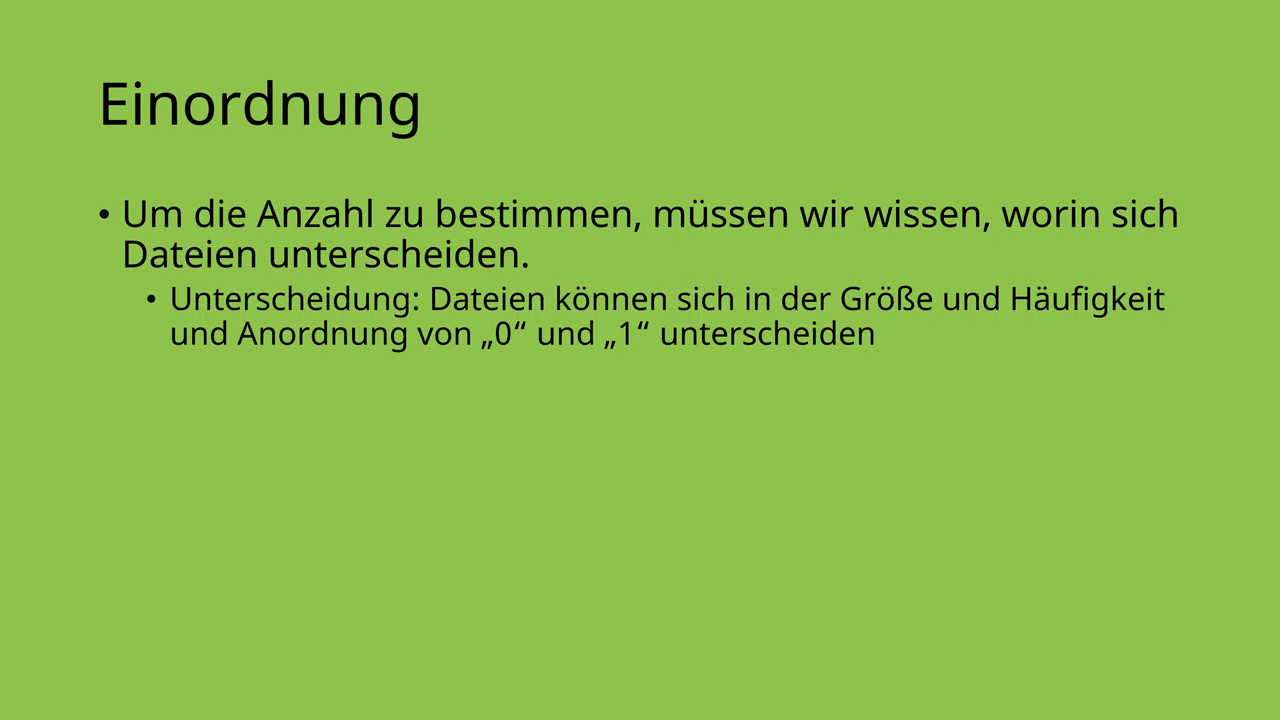 Einordnung
• Um die Anzahl zu bestimmen, müssen wir wissen, worin sich
Dateien unterscheiden.
• Unterscheidung: Dateien können sich in der Größe und Häufigkeit
und Anordnung von „0“ und „1“ unterscheiden